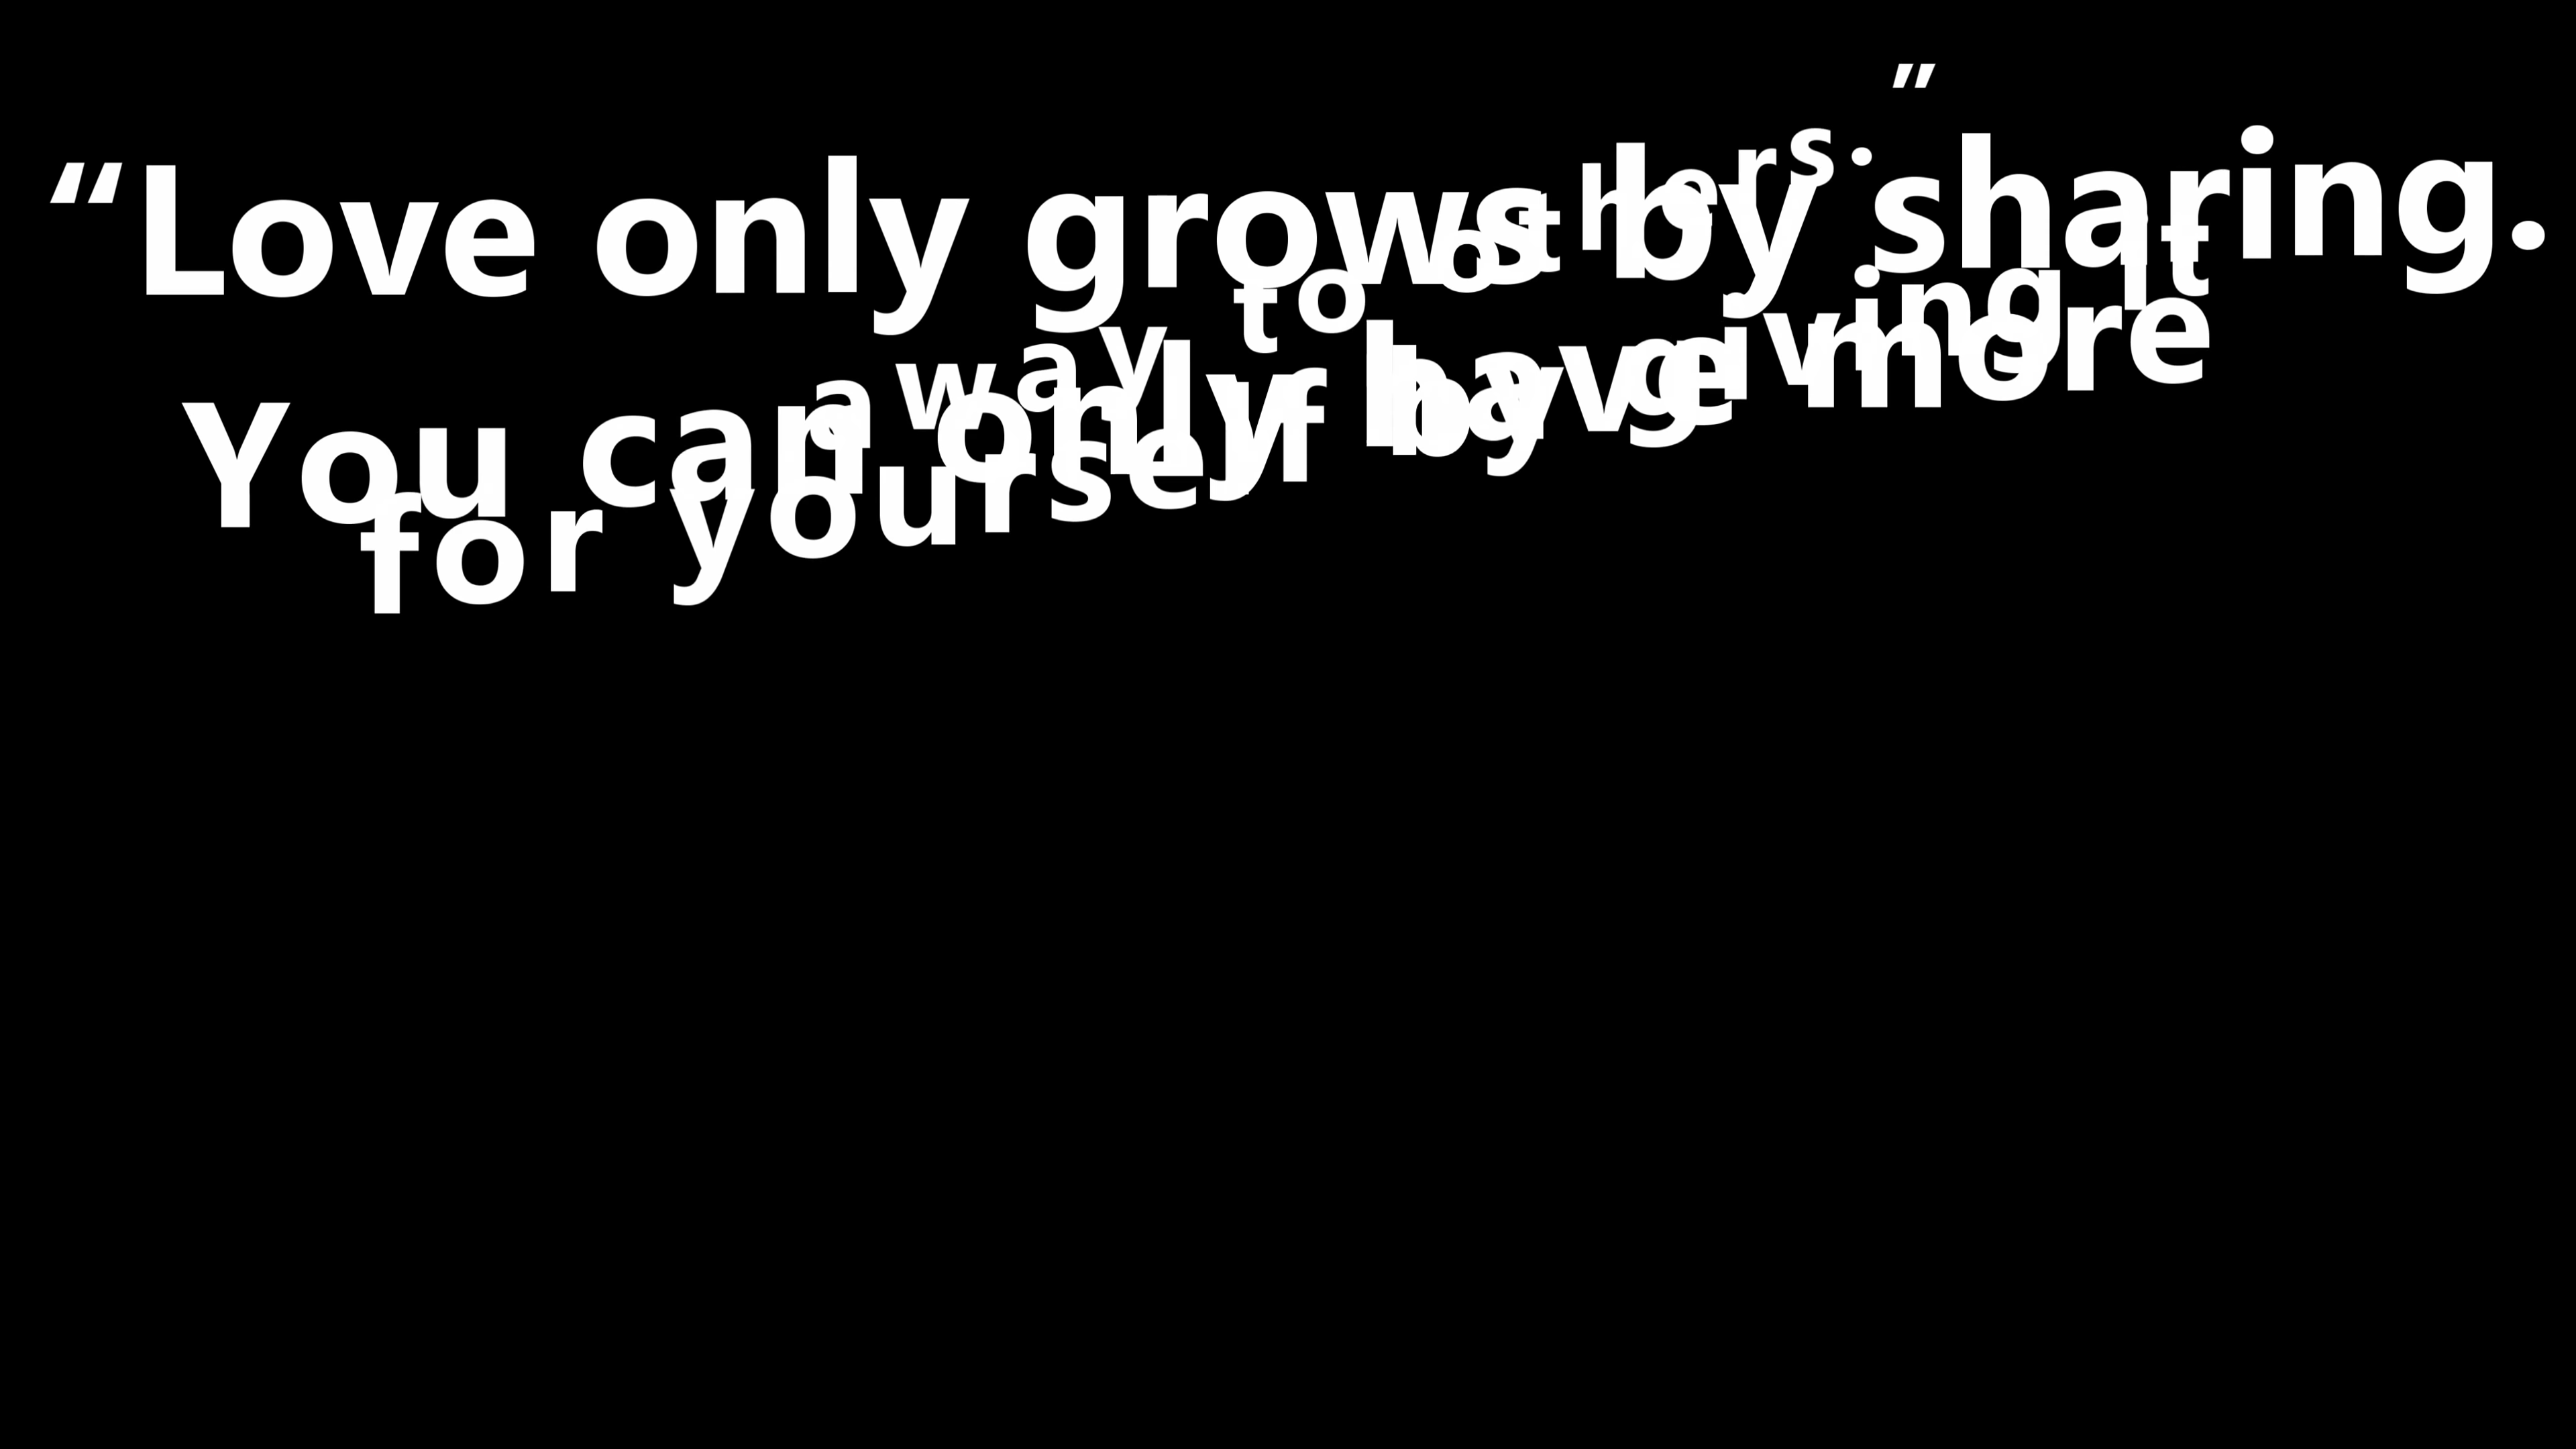 “Love only grows by sharing.
You can only have more
for yourself by giving it
away to others.”